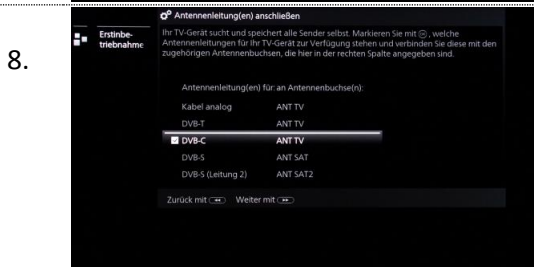 8.
Antennenleitung(en) anschließen
Erstinbe-
triebnahme
Ihr TV-Gerät sucht und speichert alle Sender selbst. Markieren Sie mit OK, welche
Antennenleitungen für Ihr TV-Gerät zur Verfügung stehen und verbinden Sie diese mit den
zugehörigen Antennenbuchsen, die hier in der rechten Spalte angegeben sind.
Antennenleitung(en) für: an Antennenbuchse(n):
Kabel analog ANT TV
DVB-T ANT TV
DVB-C ANT TV
DVB-S ANT SAT
DVB-S (Leitung 2) ANT SAT2
Zurück mit Weiter mit